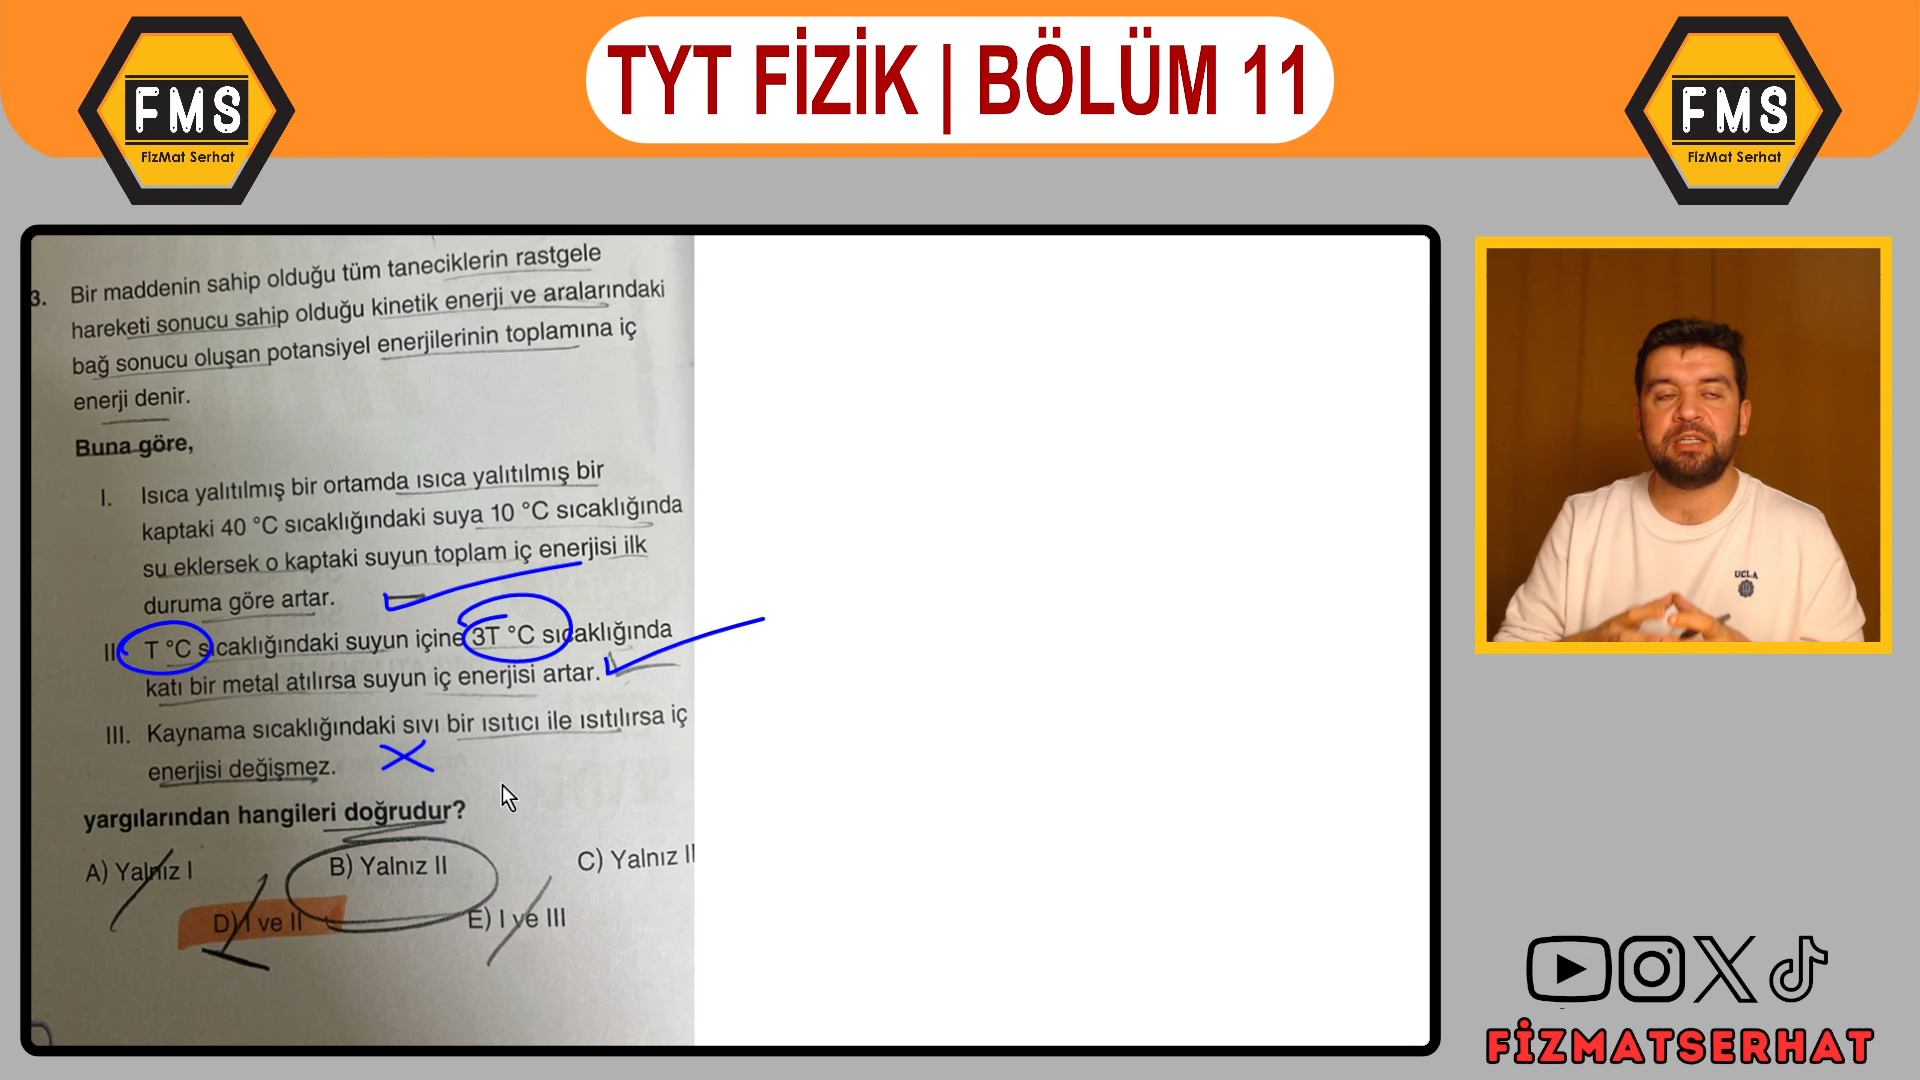 TYT FİZİK | BÖLÜM 11
FMS
FizMat Serhat
FMS
FizMat Serhat
3. Bir maddenin sahip olduğu tüm taneciklerin rastgele
hareketi sonucu sahip olduğu kinetik enerji ve aralarındaki
bağ sonucu oluşan potansiyel enerjilerinin toplamına iç
enerji denir.
Buna göre,
I. Isıca yalıtılmış bir ortamda ısıca yalıtılmış bir
kaptaki 40 °C sıcaklığındaki suya 10 °C sıcaklığında
su eklersek o kaptaki suyun toplam iç enerjisi ilk
duruma göre artar.
II. T °C sıcaklığındaki suyun içine 3T °C sıcaklığında
katı bir metal atılırsa suyun iç enerjisi artar.
III. Kaynama sıcaklığındaki sıvı bir ısıtıcı ile ısıtılırsa iç
enerjisi değişmez.
yargılarından hangileri doğrudur?
A) Yalnız I B) Yalnız II C) Yalnız II
D) I ve II E) I ve III
UCLA
FİZMATSERHAT